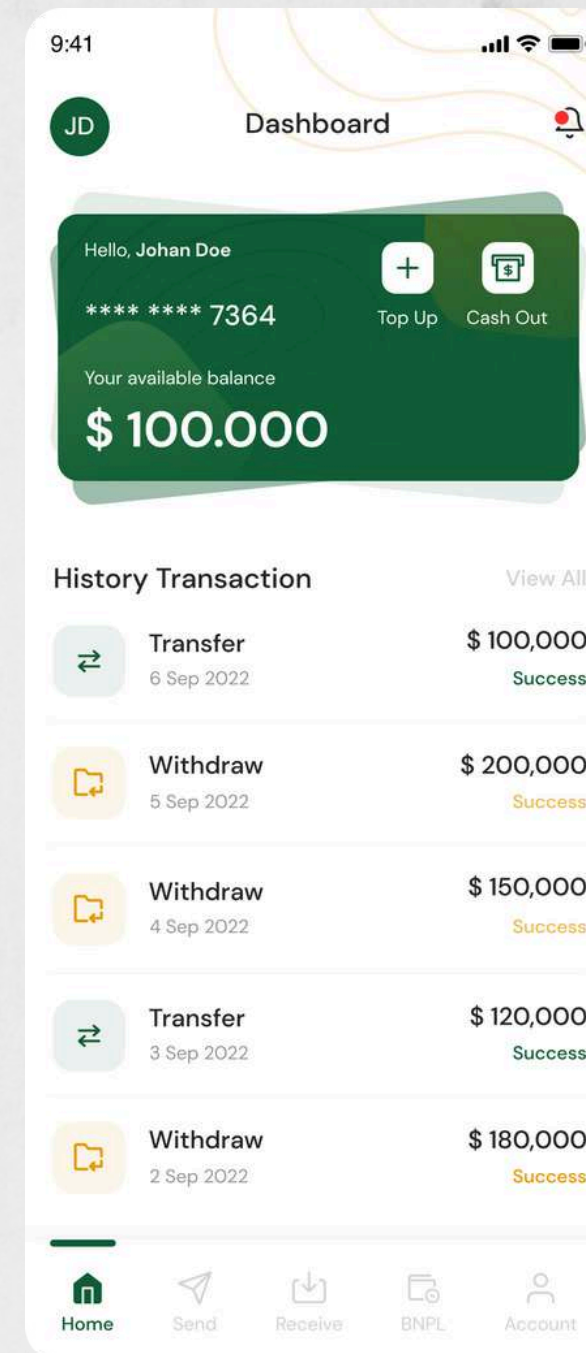 9:41
JD
Dashboard
Hello, Johan Doe
**** **** 7364
Top Up
Cash Out
Your available balance
$ 100.000
History Transaction
View All
Transfer
$ 100,000
6 Sep 2022
Success
Withdraw
$ 200,000
5 Sep 2022
Success
Withdraw
$ 150,000
4 Sep 2022
Success
Transfer
$ 120,000
3 Sep 2022
Success
Withdraw
$ 180,000
2 Sep 2022
Success
Home
Send
Receive
BNPL
Account